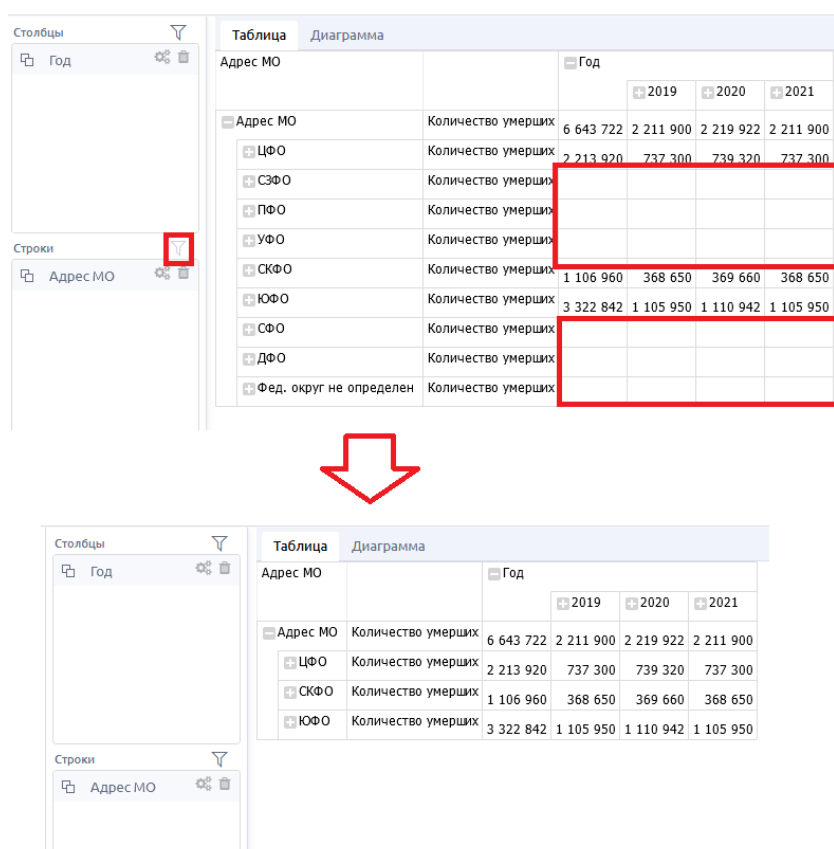 Столбцы
Год
Строки
Адрес МО
Таблица Диаграмма
Адрес МО Год
2019 2020 2021
Адрес МО Количество умерших 6 643 722 2 211 900 2 219 922 2 211 900
ЦФО Количество умерших 2 213 920 737 300 739 320 737 300
СЗФО Количество умерших
ПФО Количество умерших
УФО Количество умерших
СКФО Количество умерших 1 106 960 368 650 369 660 368 650
ЮФО Количество умерших 3 322 842 1 105 950 1 110 942 1 105 950
СФО Количество умерших
ДФО Количество умерших
Фед. округ не определен Количество умерших
Столбцы
Год
Строки
Адрес МО
Таблица Диаграмма
Адрес МО Год
2019 2020 2021
Адрес МО Количество умерших 6 643 722 2 211 900 2 219 922 2 211 900
ЦФО Количество умерших 2 213 920 737 300 739 320 737 300
СКФО Количество умерших 1 106 960 368 650 369 660 368 650
ЮФО Количество умерших 3 322 842 1 105 950 1 110 942 1 105 950